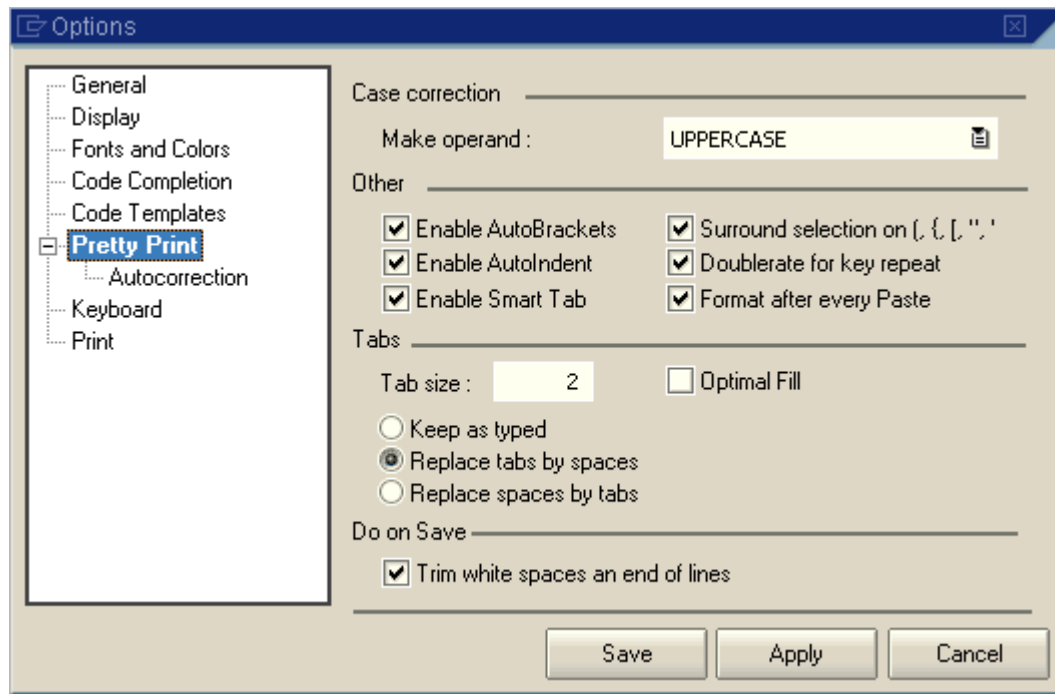 Options
General
Display
Fonts and Colors
Code Completion
Code Templates
Pretty Print
Autocorrection
Keyboard
Print
Case correction
Make operand : UPPERCASE
Other
Enable AutoBrackets Surround selection on (, {, [, ", '
Enable AutoIndent Doublerate for key repeat
Enable Smart Tab Format after every Paste
Tabs
Tab size : 2 Optimal Fill
Keep as typed
Replace tabs by spaces
Replace spaces by tabs
Do on Save
Trim white spaces an end of lines
Save Apply Cancel